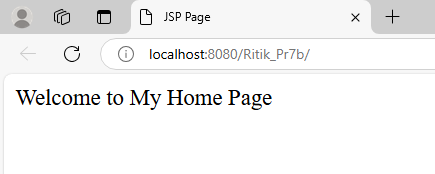 JSP Page
localhost:8080/Ritik_Pr7b/
Welcome to My Home Page